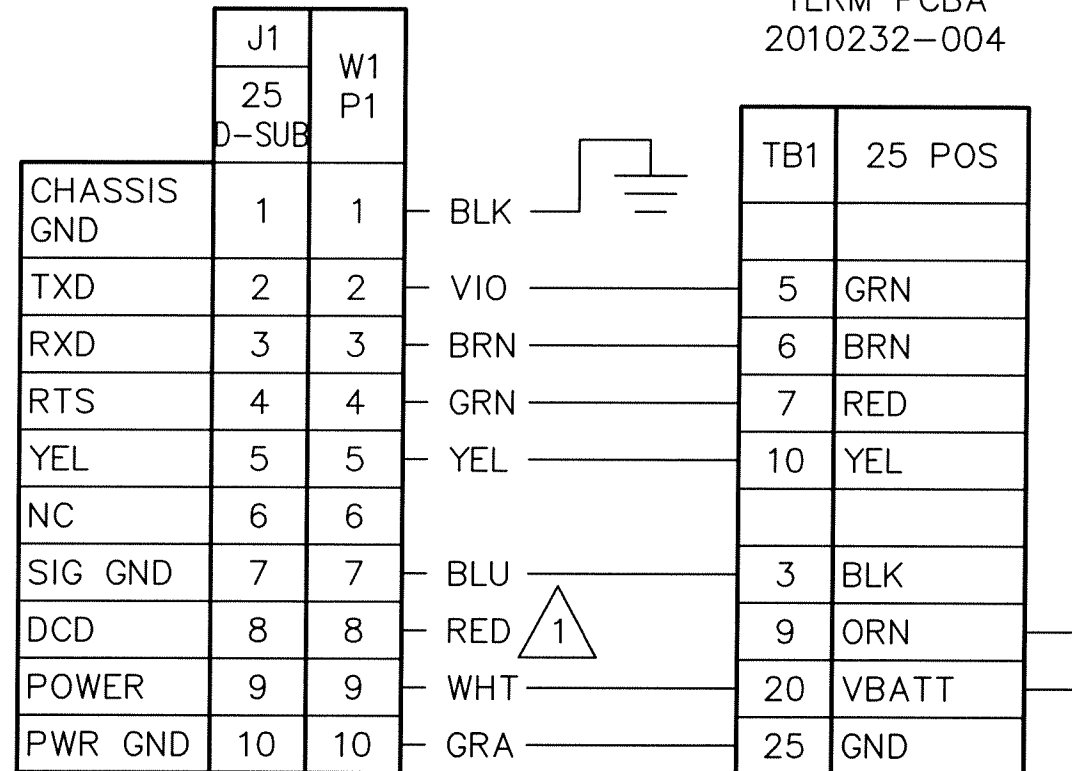 TERM PCBA
2010232-004
J1
25
D-SUB
W1
P1
TB1 25 POS
CHASSIS
GND
1 1 BLK
TXD 2 2 VIO 5 GRN
RXD 3 3 BRN 6 BRN
RTS 4 4 GRN 7 RED
YEL 5 5 YEL 10 YEL
NC 6 6
SIG GND 7 7 BLU 3 BLK
DCD 8 8 RED 1 9 ORN
POWER 9 9 WHT 20 VBATT
PWR GND 10 10 GRA 25 GND